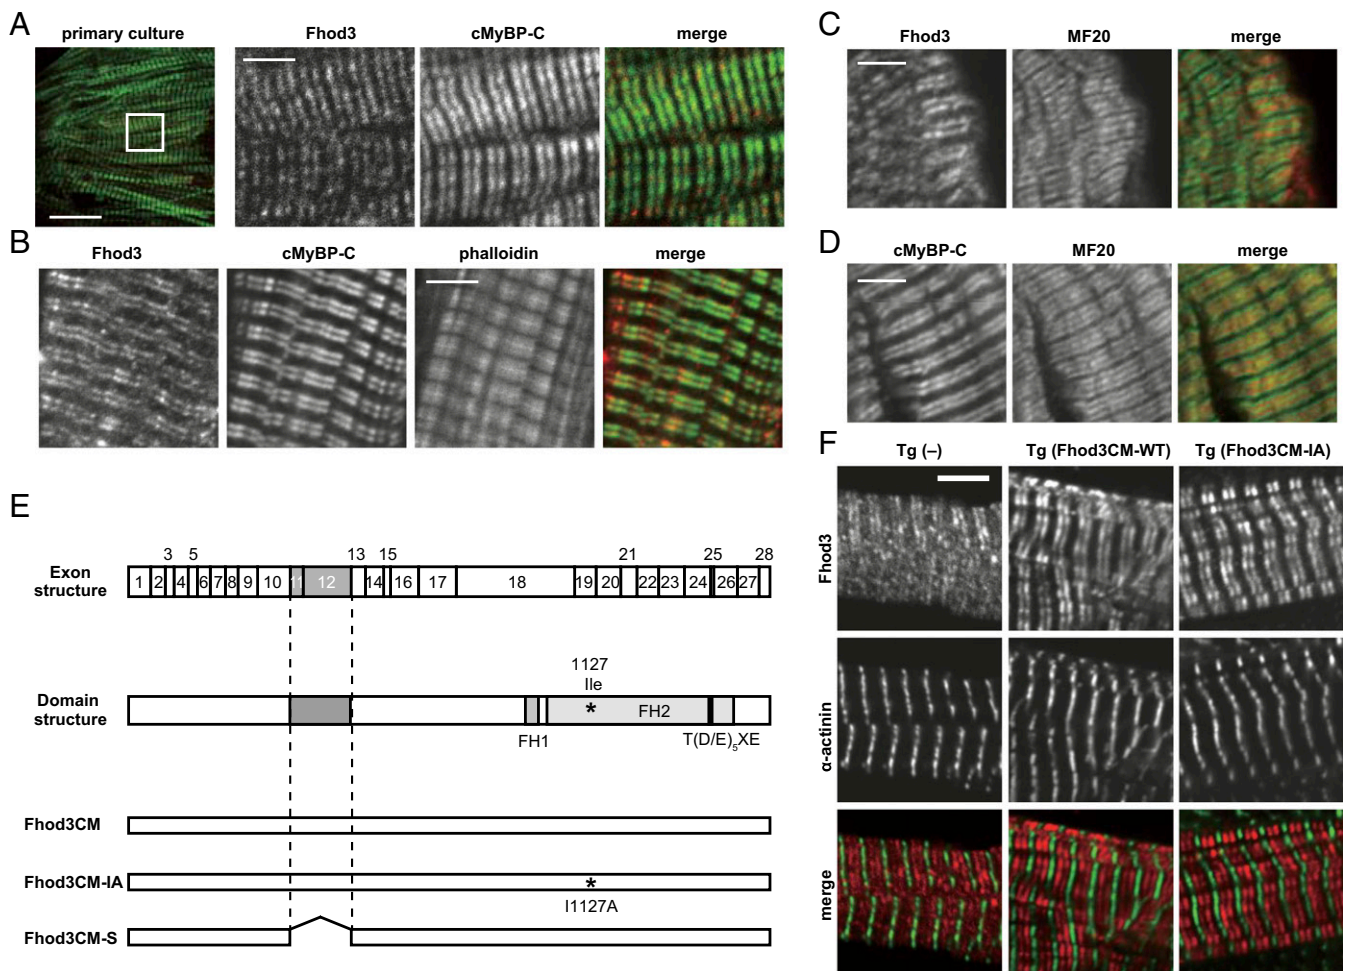 A
primary culture
Fhod3
cMyBP-C
merge
B
Fhod3
cMyBP-C
phalloidin
merge
C
Fhod3
MF20
merge
D
cMyBP-C
MF20
merge
E
3 5 13 15 21 25 28
Exon structure
1 2 4 6 7 8 9 10 11 12 14 16 17 18 19 20 22 23 24 26 27
1127
Ile
Domain structure
*
FH2
FH1
T(D/E)₅XE
Fhod3CM
Fhod3CM-IA
*
I1127A
Fhod3CM-S
F
Tg (–)
Tg (Fhod3CM-WT)
Tg (Fhod3CM-IA)
Fhod3
α-actinin
merge